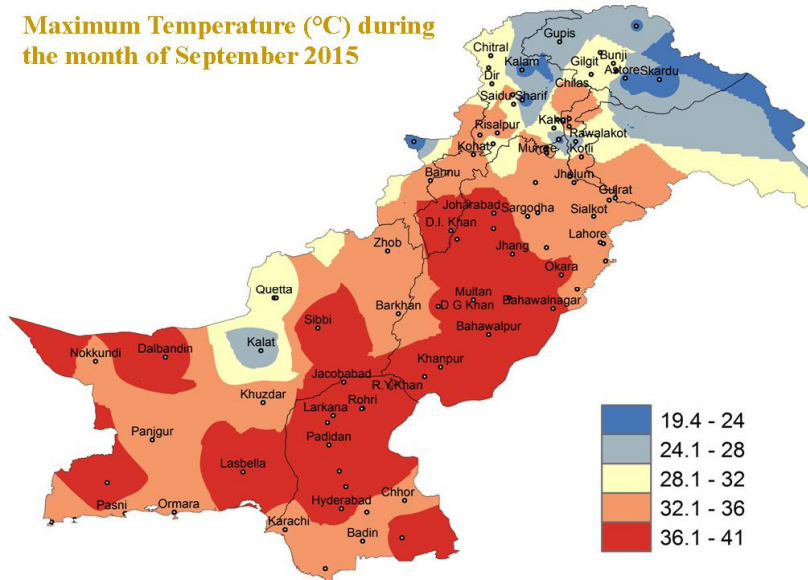 Maximum Temperature (°C) during
the month of September 2015
Gupis
Chitral
Kalam
Gilgit
Bunji
Dir
Astore
Skardu
Chilas
Saidu Sharif
Kakul
Risalpur
Rawalakot
Kohat
Murree
Kotli
Bannu
Jhelum
Gujrat
Joharabad
Sargodha
Sialkot
D.I. Khan
Lahore
Zhob
Jhang
Okara
Quetta
Multan
Barkhan
D G Khan
Bahawalnagar
Sibbi
Bahawalpur
Kalat
Dalbandin
Nokkundi
Khanpur
Jacobabad
R.Y.Khan
Khuzdar
Rohri
Larkana
Panjgur
Padidan
Lasbella
Chhor
Pasni
Ormara
Hyderabad
Karachi
Badin
19.4 - 24
24.1 - 28
28.1 - 32
32.1 - 36
36.1 - 41